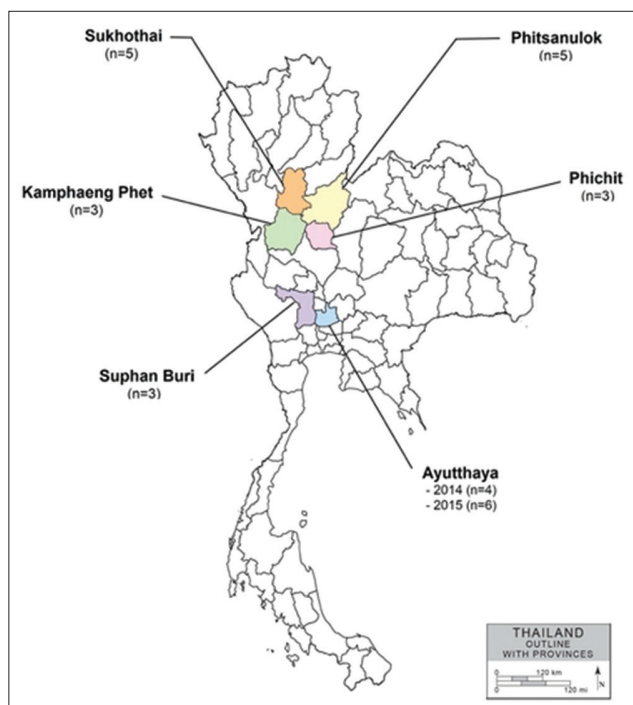 Sukhothai
(n=5)
Phitsanulok
(n=5)
Kamphaeng Phet
(n=3)
Phichit
(n=3)
Suphan Buri
(n=3)
Ayutthaya
- 2014 (n=4)
- 2015 (n=6)
THAILAND
OUTLINE
WITH PROVINCES
0 120 km
0 120 mi
N